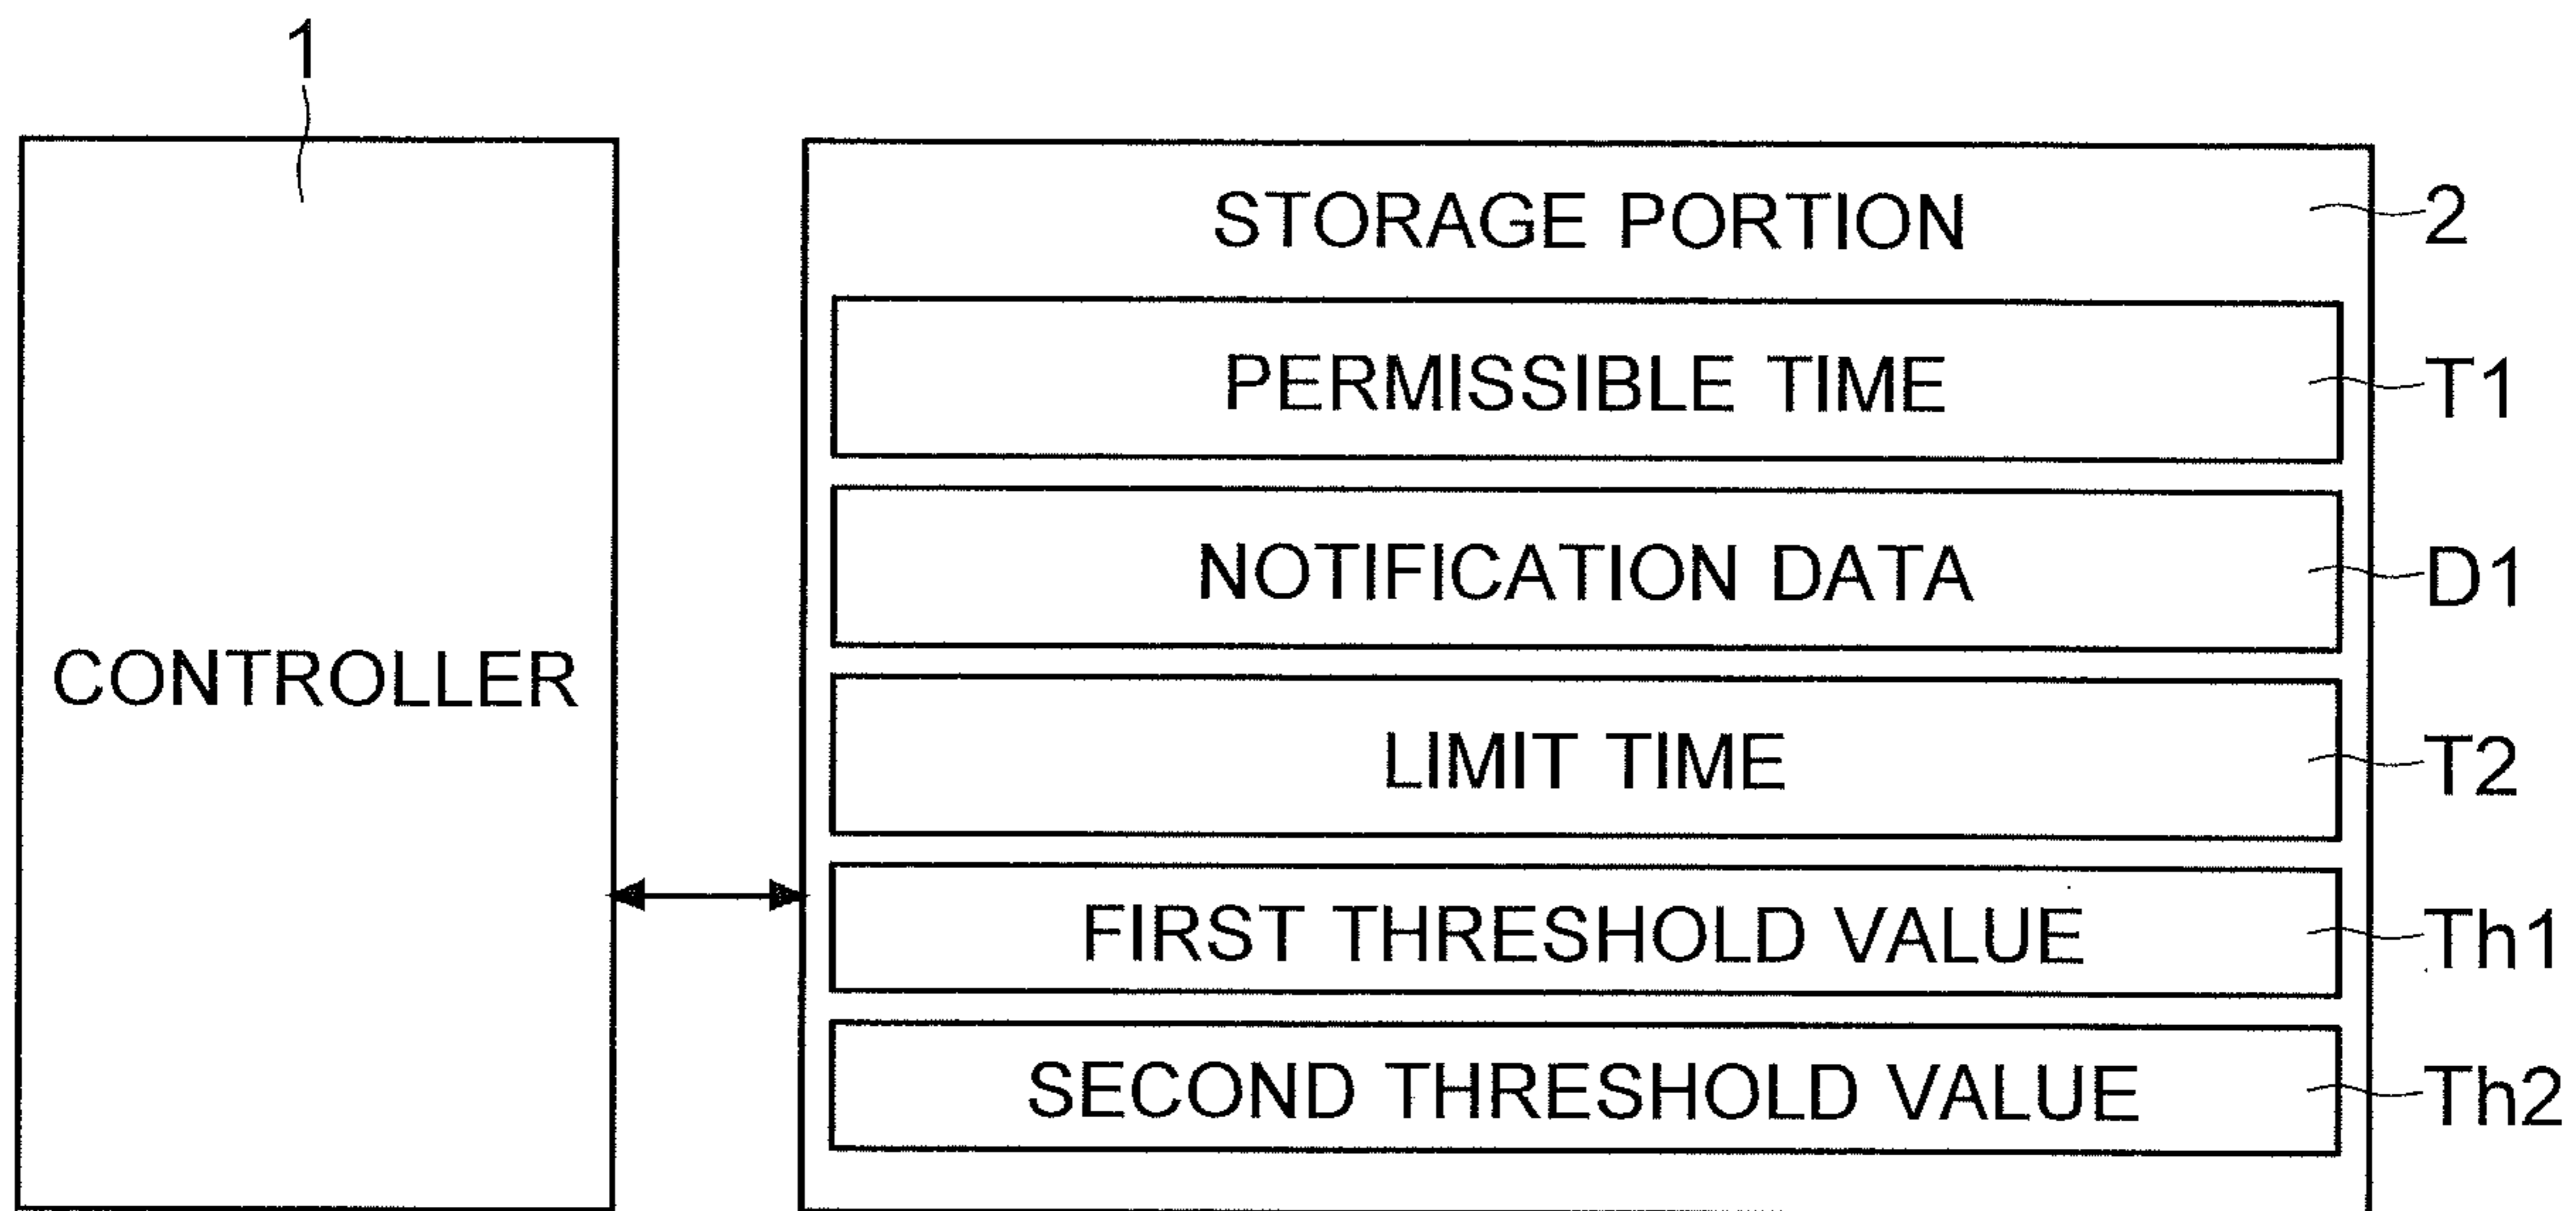 1
STORAGE PORTION 2
PERMISSIBLE TIME T1
NOTIFICATION DATA D1
CONTROLLER
LIMIT TIME T2
FIRST THRESHOLD VALUE Th1
SECOND THRESHOLD VALUE Th2